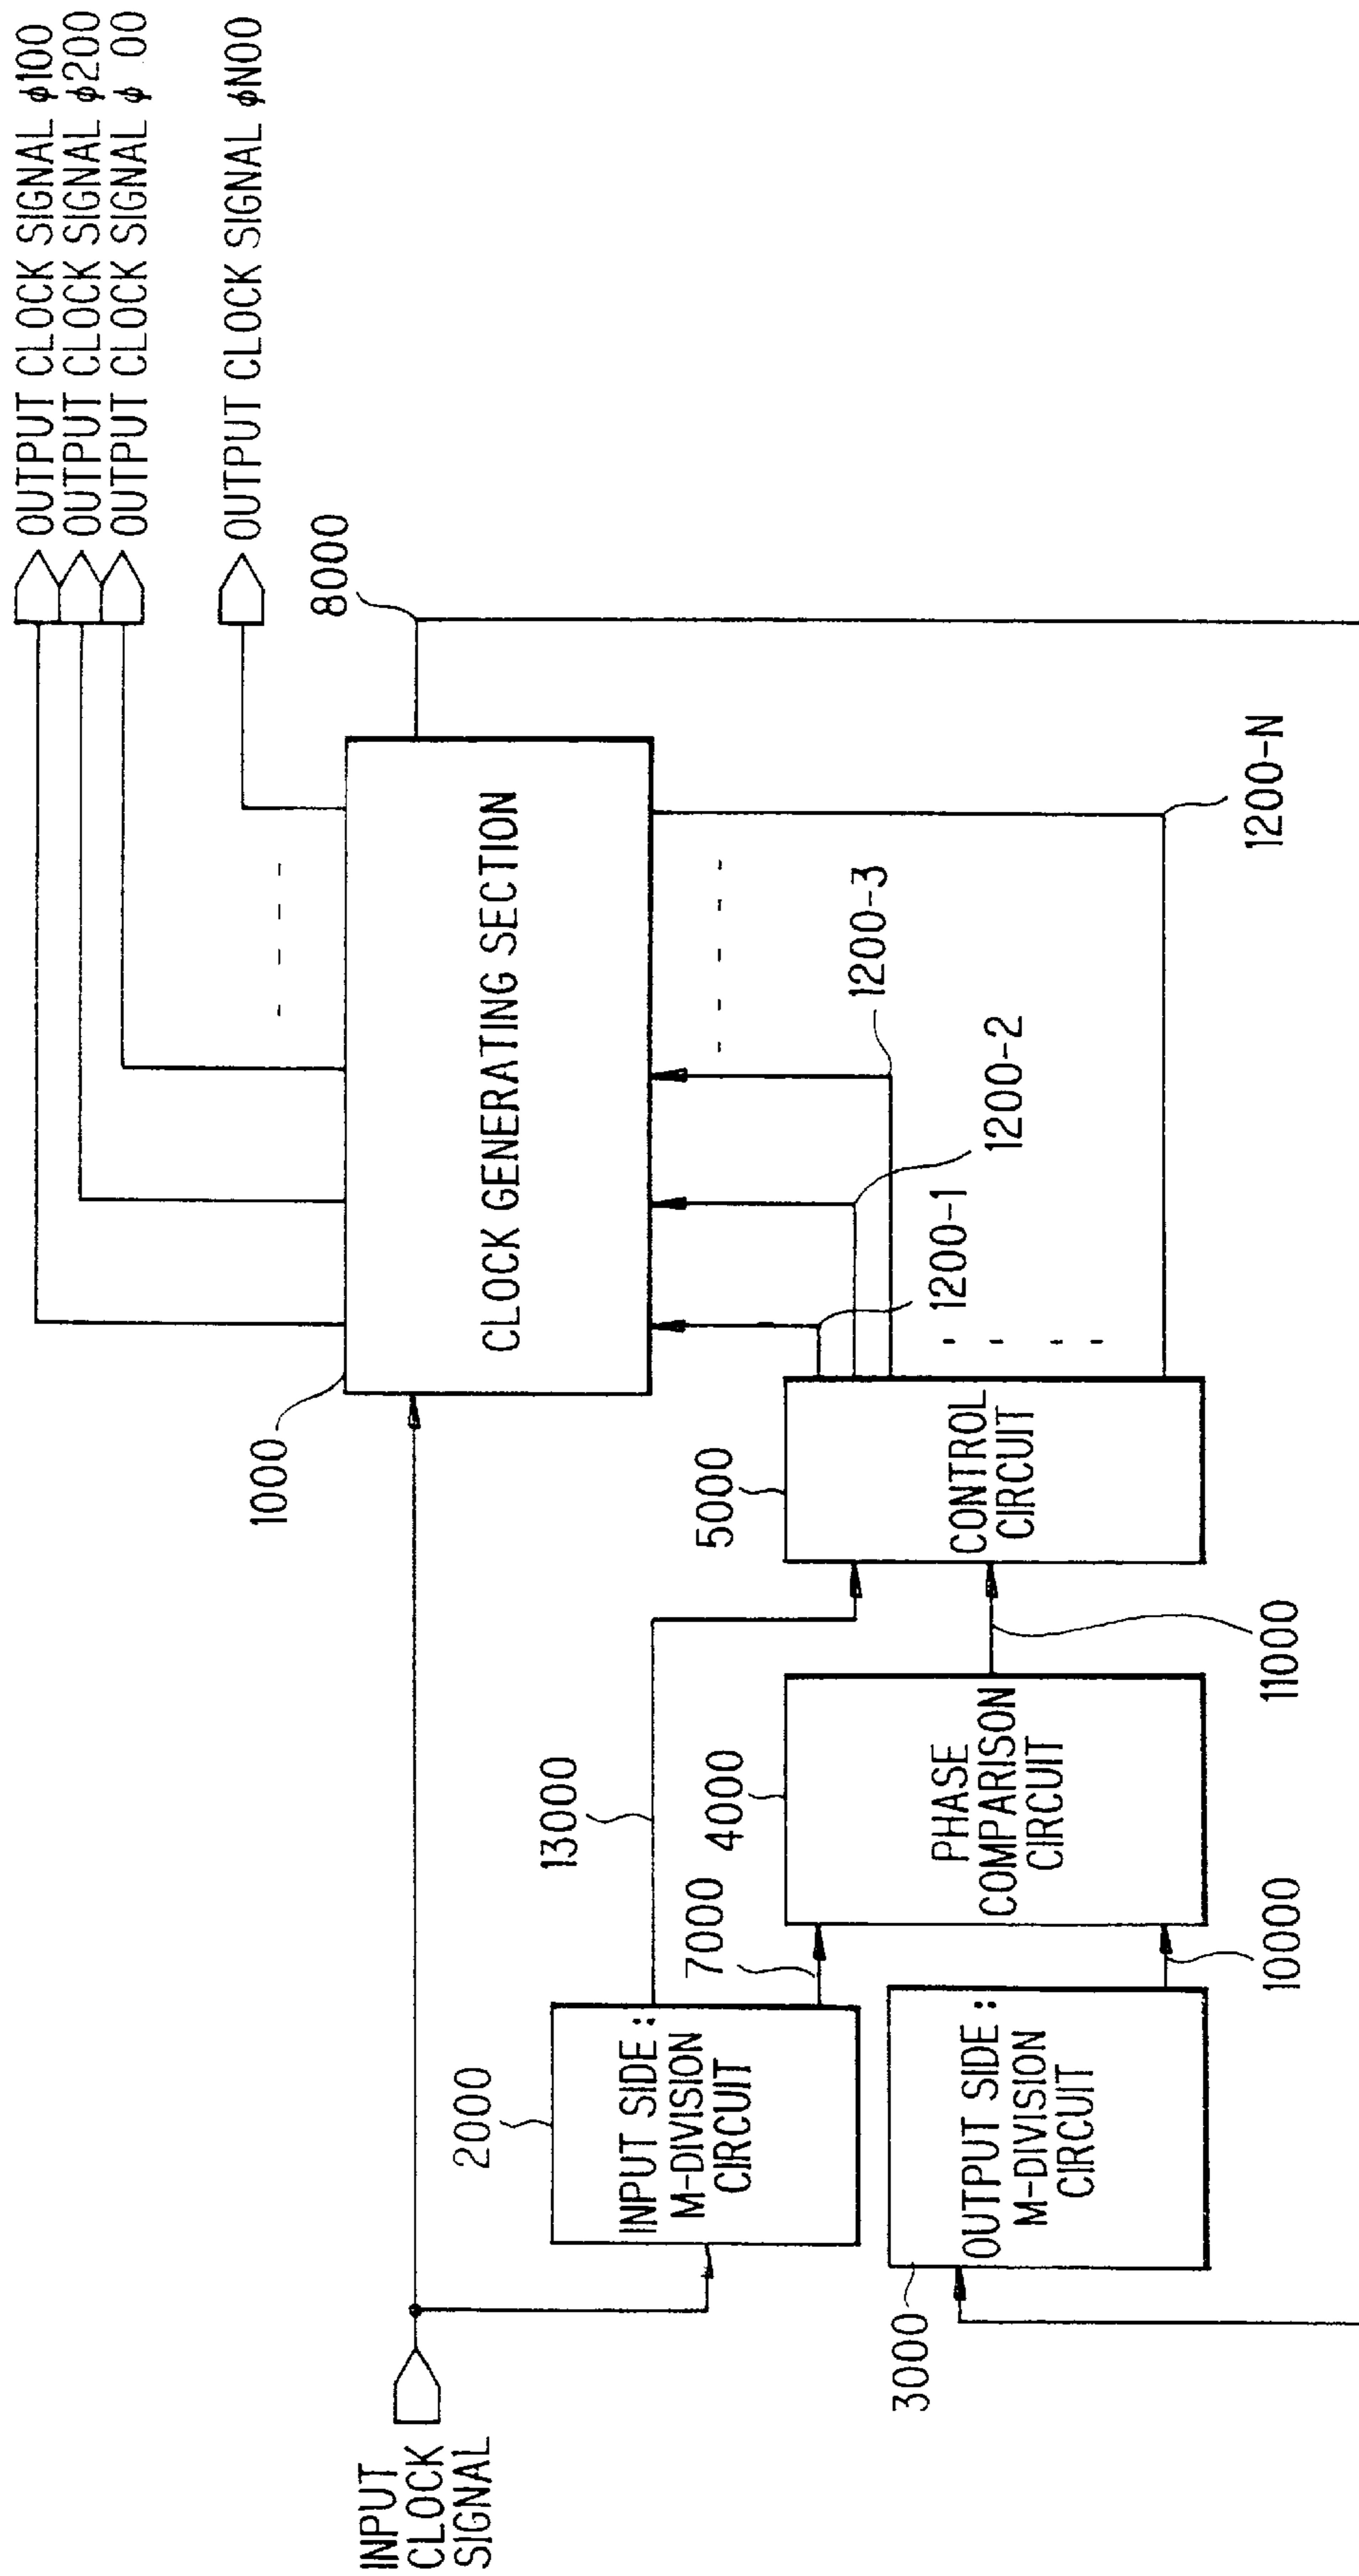 OUTPUT CLOCK SIGNAL ϕ100
OUTPUT CLOCK SIGNAL ϕ200
OUTPUT CLOCK SIGNAL ϕ .00
OUTPUT CLOCK SIGNAL ϕN00
8000
1000
CLOCK GENERATING SECTION
INPUT
CLOCK
SIGNAL
2000
INPUT SIDE :
M-DIVISION
CIRCUIT
13000
7000
4000
PHASE
COMPARISON
CIRCUIT
5000
CONTROL
CIRCUIT
1200-1
1200-2
1200-3
1200-N
3000
OUTPUT SIDE :
M-DIVISION
CIRCUIT
10000
11000